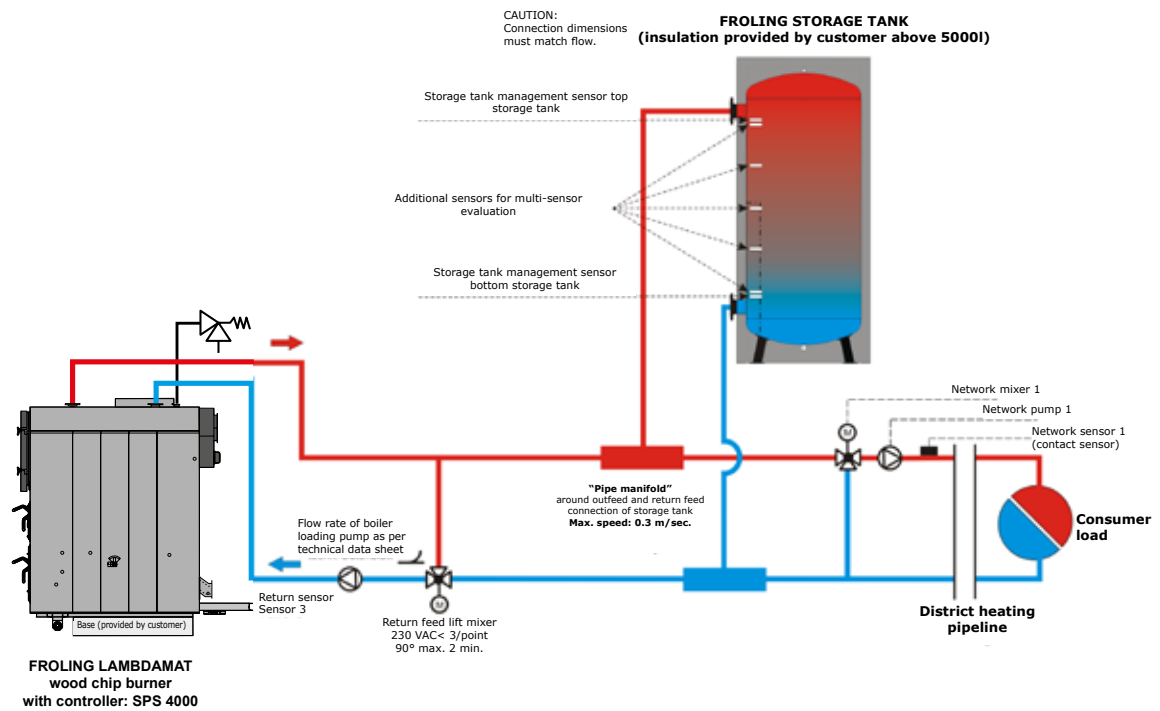 CAUTION:
Connection dimensions
must match flow.
FROLING STORAGE TANK
(insulation provided by customer above 5000l)
Storage tank management sensor top
storage tank
Additional sensors for multi-sensor
evaluation
Storage tank management sensor
bottom storage tank
Network mixer 1
Network pump 1
Network sensor 1
(contact sensor)
M
"Pipe manifold"
around outfeed and return feed
connection of storage tank
Max. speed: 0.3 m/sec.
Consumer
load
Flow rate of boiler
loading pump as per
technical data sheet
Return sensor
Sensor 3
M
Return feed lift mixer
230 VAC< 3/point
90° max. 2 min.
District heating
pipeline
Base (provided by customer)
FROLING LAMBDAMAT
wood chip burner
with controller: SPS 4000